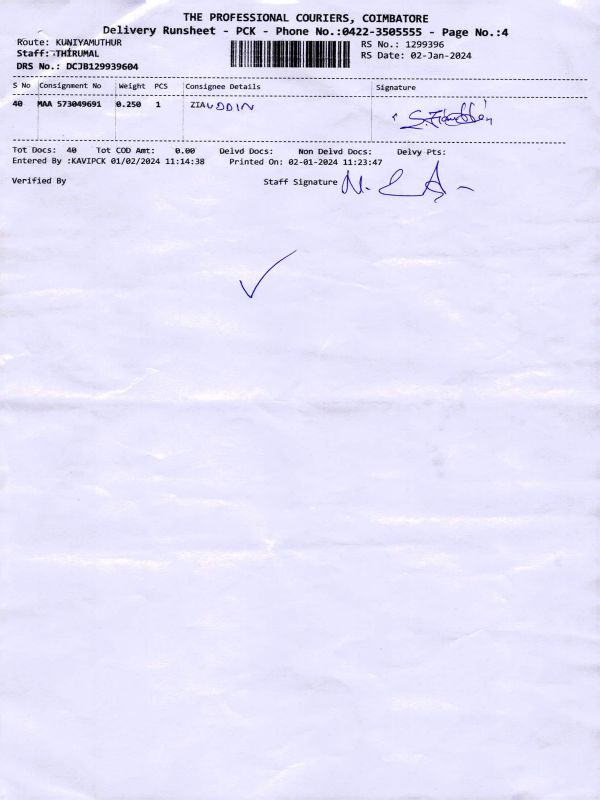 THE PROFESSIONAL COURIERS, COIMBATORE
Delivery Runsheet - PCK - Phone No.:0422-3505555 - Page No.:4
Route: KUNIYAMUTHUR RS No.: 1299396
Staff: THIRUMAL RS Date: 02-Jan-2024
DRS No.: DCJB129939604
S No Consignment No Weight PCS Consignee Details Signature
40 MAA 573049691 0.250 1 ZIAUDDIN
Tot Docs: 40 Tot COD Amt: 0.00 Delvd Docs: Non Delvd Docs: Delvy Pts:
Entered By :KAVIPCK 01/02/2024 11:14:38 Printed On: 02-01-2024 11:23:47
Verified By Staff Signature